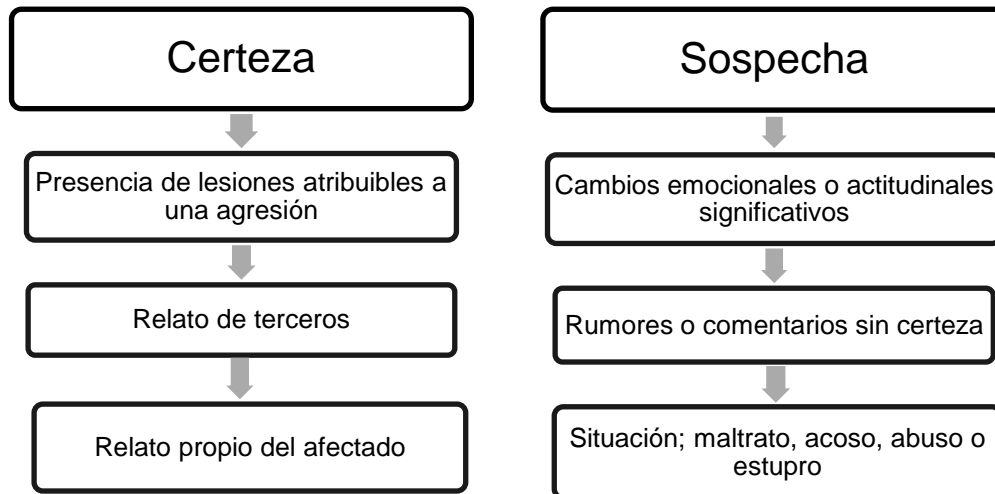 Certeza
Presencia de lesiones atribuibles a
una agresión
Relato de terceros
Relato propio del afectado
Sospecha
Cambios emocionales o actitudinales
significativos
Rumores o comentarios sin certeza
Situación; maltrato, acoso, abuso o
estupro